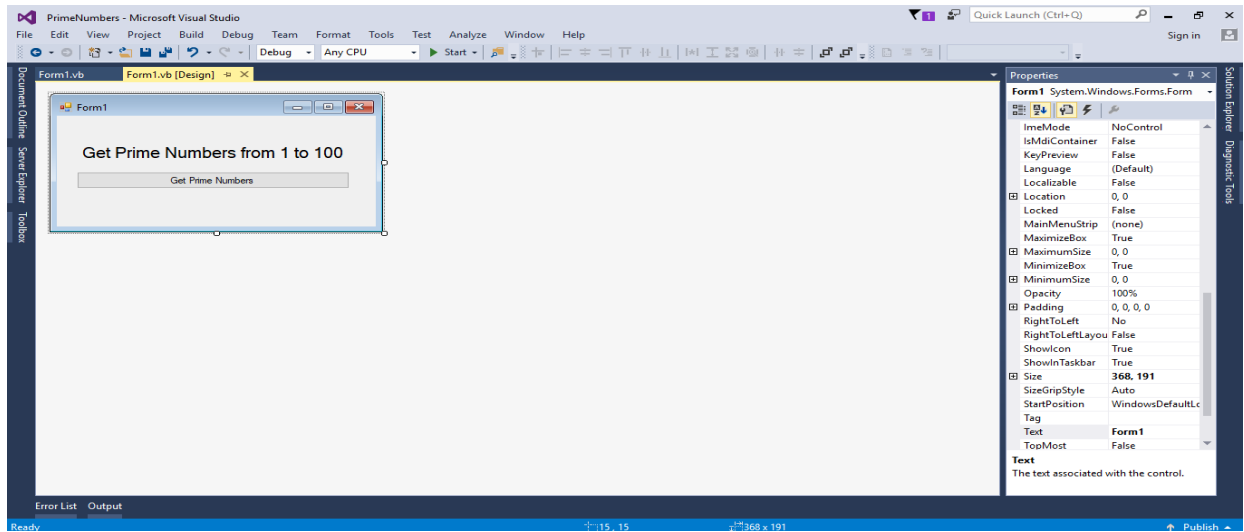 PrimeNumbers - Microsoft Visual Studio
1
Quick Launch (Ctrl+Q)
File Edit View Project Build Debug Team Format Tools Test Analyze Window Help
Sign in
Debug Any CPU Start
Document Outline
Server Explorer
Toolbox
Form1.vb Form1.vb [Design]
Form1
Get Prime Numbers from 1 to 100
Get Prime Numbers
Properties
Form1 System.Windows.Forms.Form
ImeMode NoControl
IsMdiContainer False
KeyPreview False
Language (Default)
Localizable False
Location 0, 0
Locked False
MainMenuStrip (none)
MaximizeBox True
MaximumSize 0, 0
MinimizeBox True
MinimumSize 0, 0
Opacity 100%
Padding 0, 0, 0, 0
RightToLeft No
RightToLeftLayou False
ShowIcon True
ShowInTaskbar True
Size 368, 191
SizeGripStyle Auto
StartPosition WindowsDefaultLc
Tag
Text Form1
TopMost False
Text
The text associated with the control.
Solution Explorer
Diagnostic Tools
Error List Output
Ready 15 , 15 368 x 191 Publish